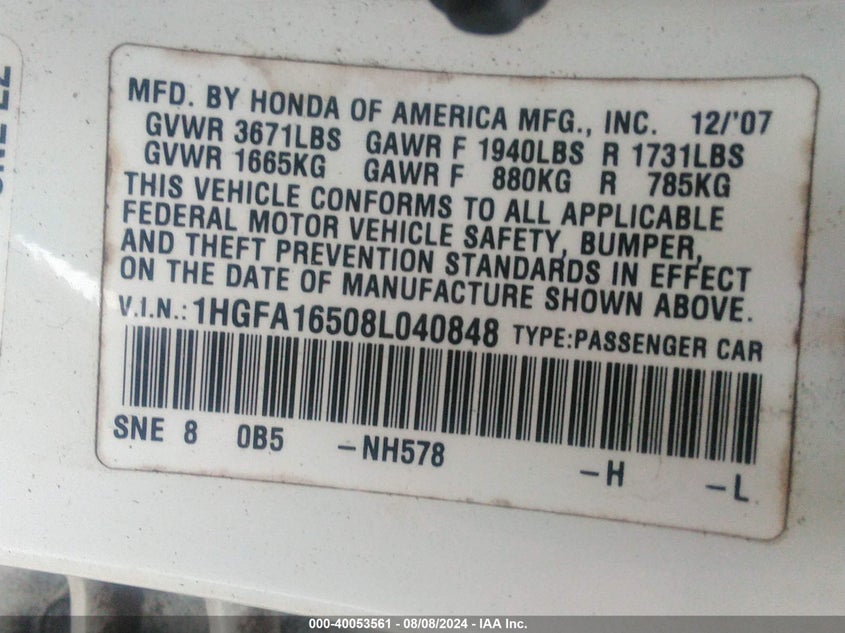 MFD. BY HONDA OF AMERICA MFG., INC. 12/'07
GVWR 3671LBS GAWR F 1940LBS R 1731LBS
GVWR 1665KG GAWR F 880KG R 785KG
THIS VEHICLE CONFORMS TO ALL APPLICABLE
FEDERAL MOTOR VEHICLE SAFETY, BUMPER,
AND THEFT PREVENTION STANDARDS IN EFFECT
ON THE DATE OF MANUFACTURE SHOWN ABOVE.
V.I.N.: 1HGFA16508L040848 TYPE:PASSENGER CAR
SNE 8 0B5 -NH578 -H -L
000-40053561 - 08/08/2024 - IAA Inc.